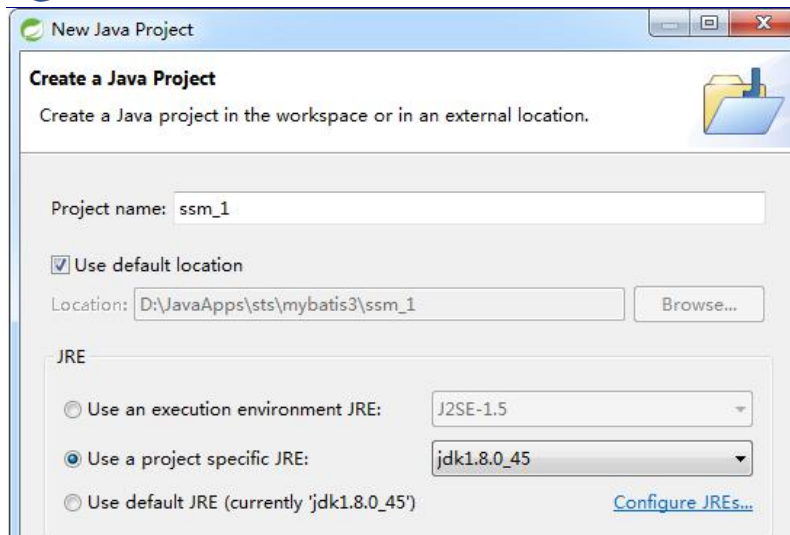 New Java Project
Create a Java Project
Create a Java project in the workspace or in an external location.
Project name: ssm_1
Use default location
Location: D:\JavaApps\sts\mybatis3\ssm_1 Browse...
JRE
Use an execution environment JRE: J2SE-1.5
Use a project specific JRE: jdk1.8.0_45
Use default JRE (currently 'jdk1.8.0_45') Configure JREs...